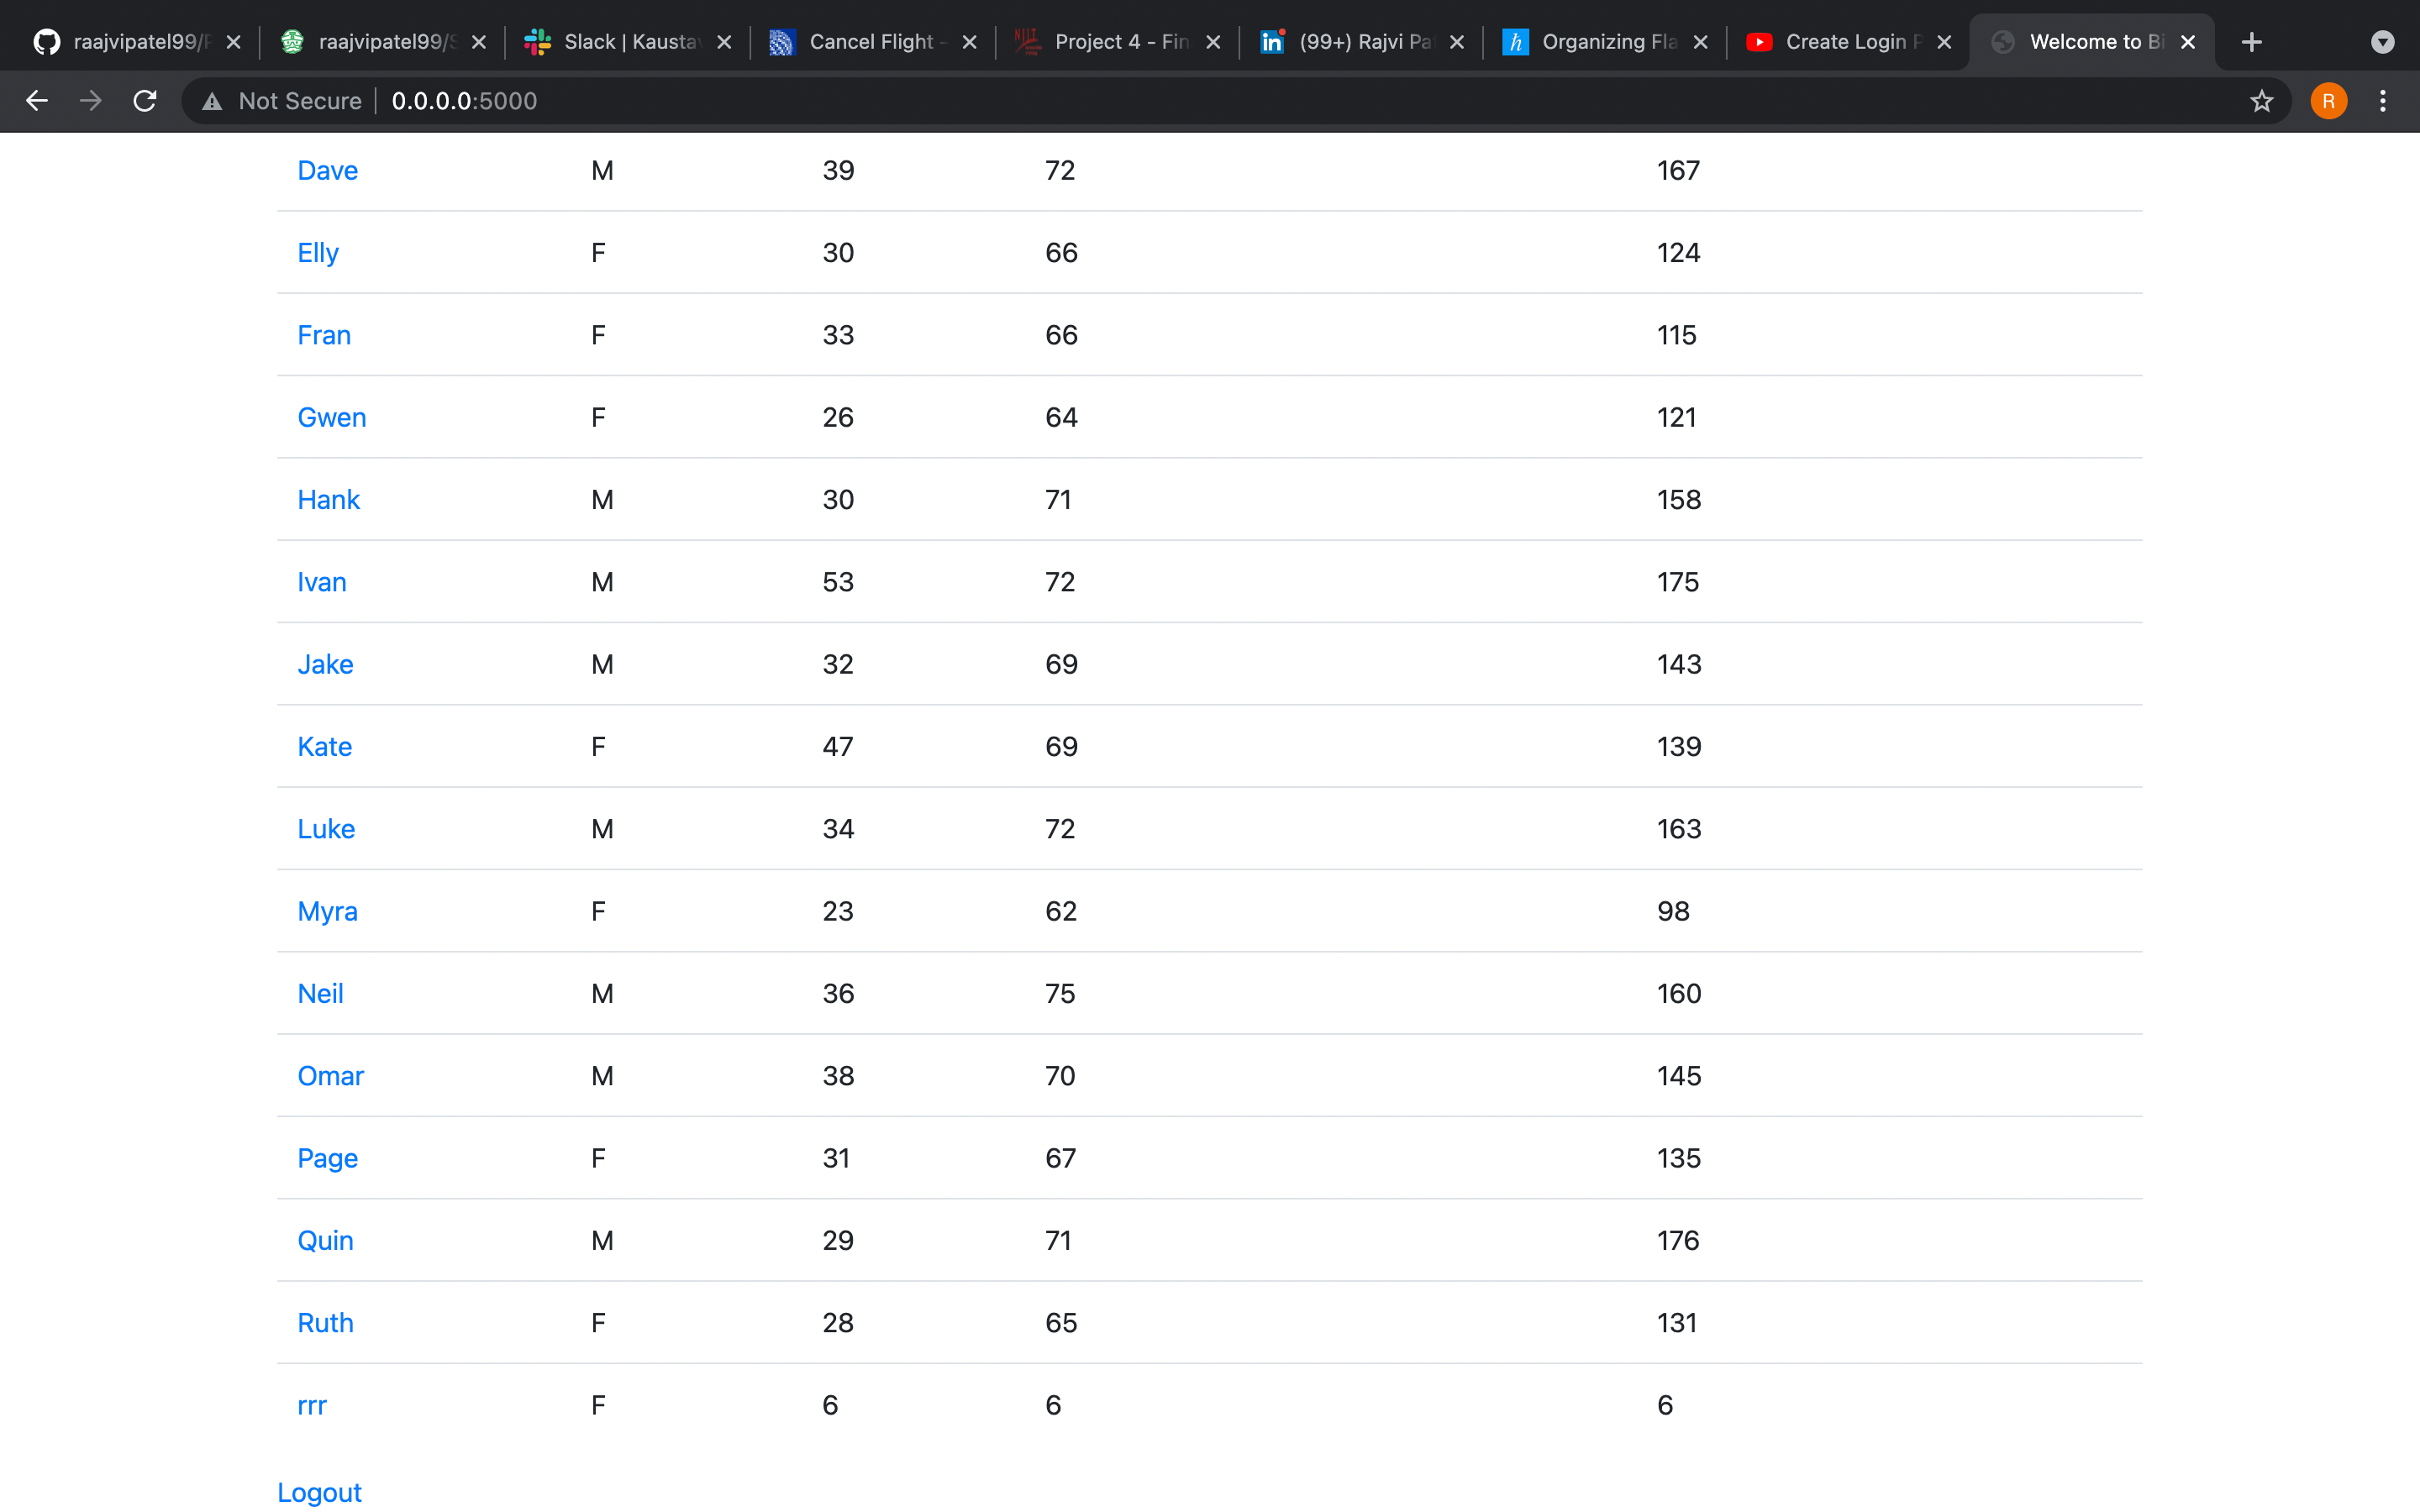 raajvipatel99/ raajvipatel99/ Slack | Kausta Cancel Flight - Project 4 - Fin (99+) Rajvi Pa h Organizing Fla Create Login Welcome to Bi
Not Secure 0.0.0.0:5000 R
Dave M 39 72 167
Elly F 30 66 124
Fran F 33 66 115
Gwen F 26 64 121
Hank M 30 71 158
Ivan M 53 72 175
Jake M 32 69 143
Kate F 47 69 139
Luke M 34 72 163
Myra F 23 62 98
Neil M 36 75 160
Omar M 38 70 145
Page F 31 67 135
Quin M 29 71 176
Ruth F 28 65 131
rrr F 6 6 6
Logout